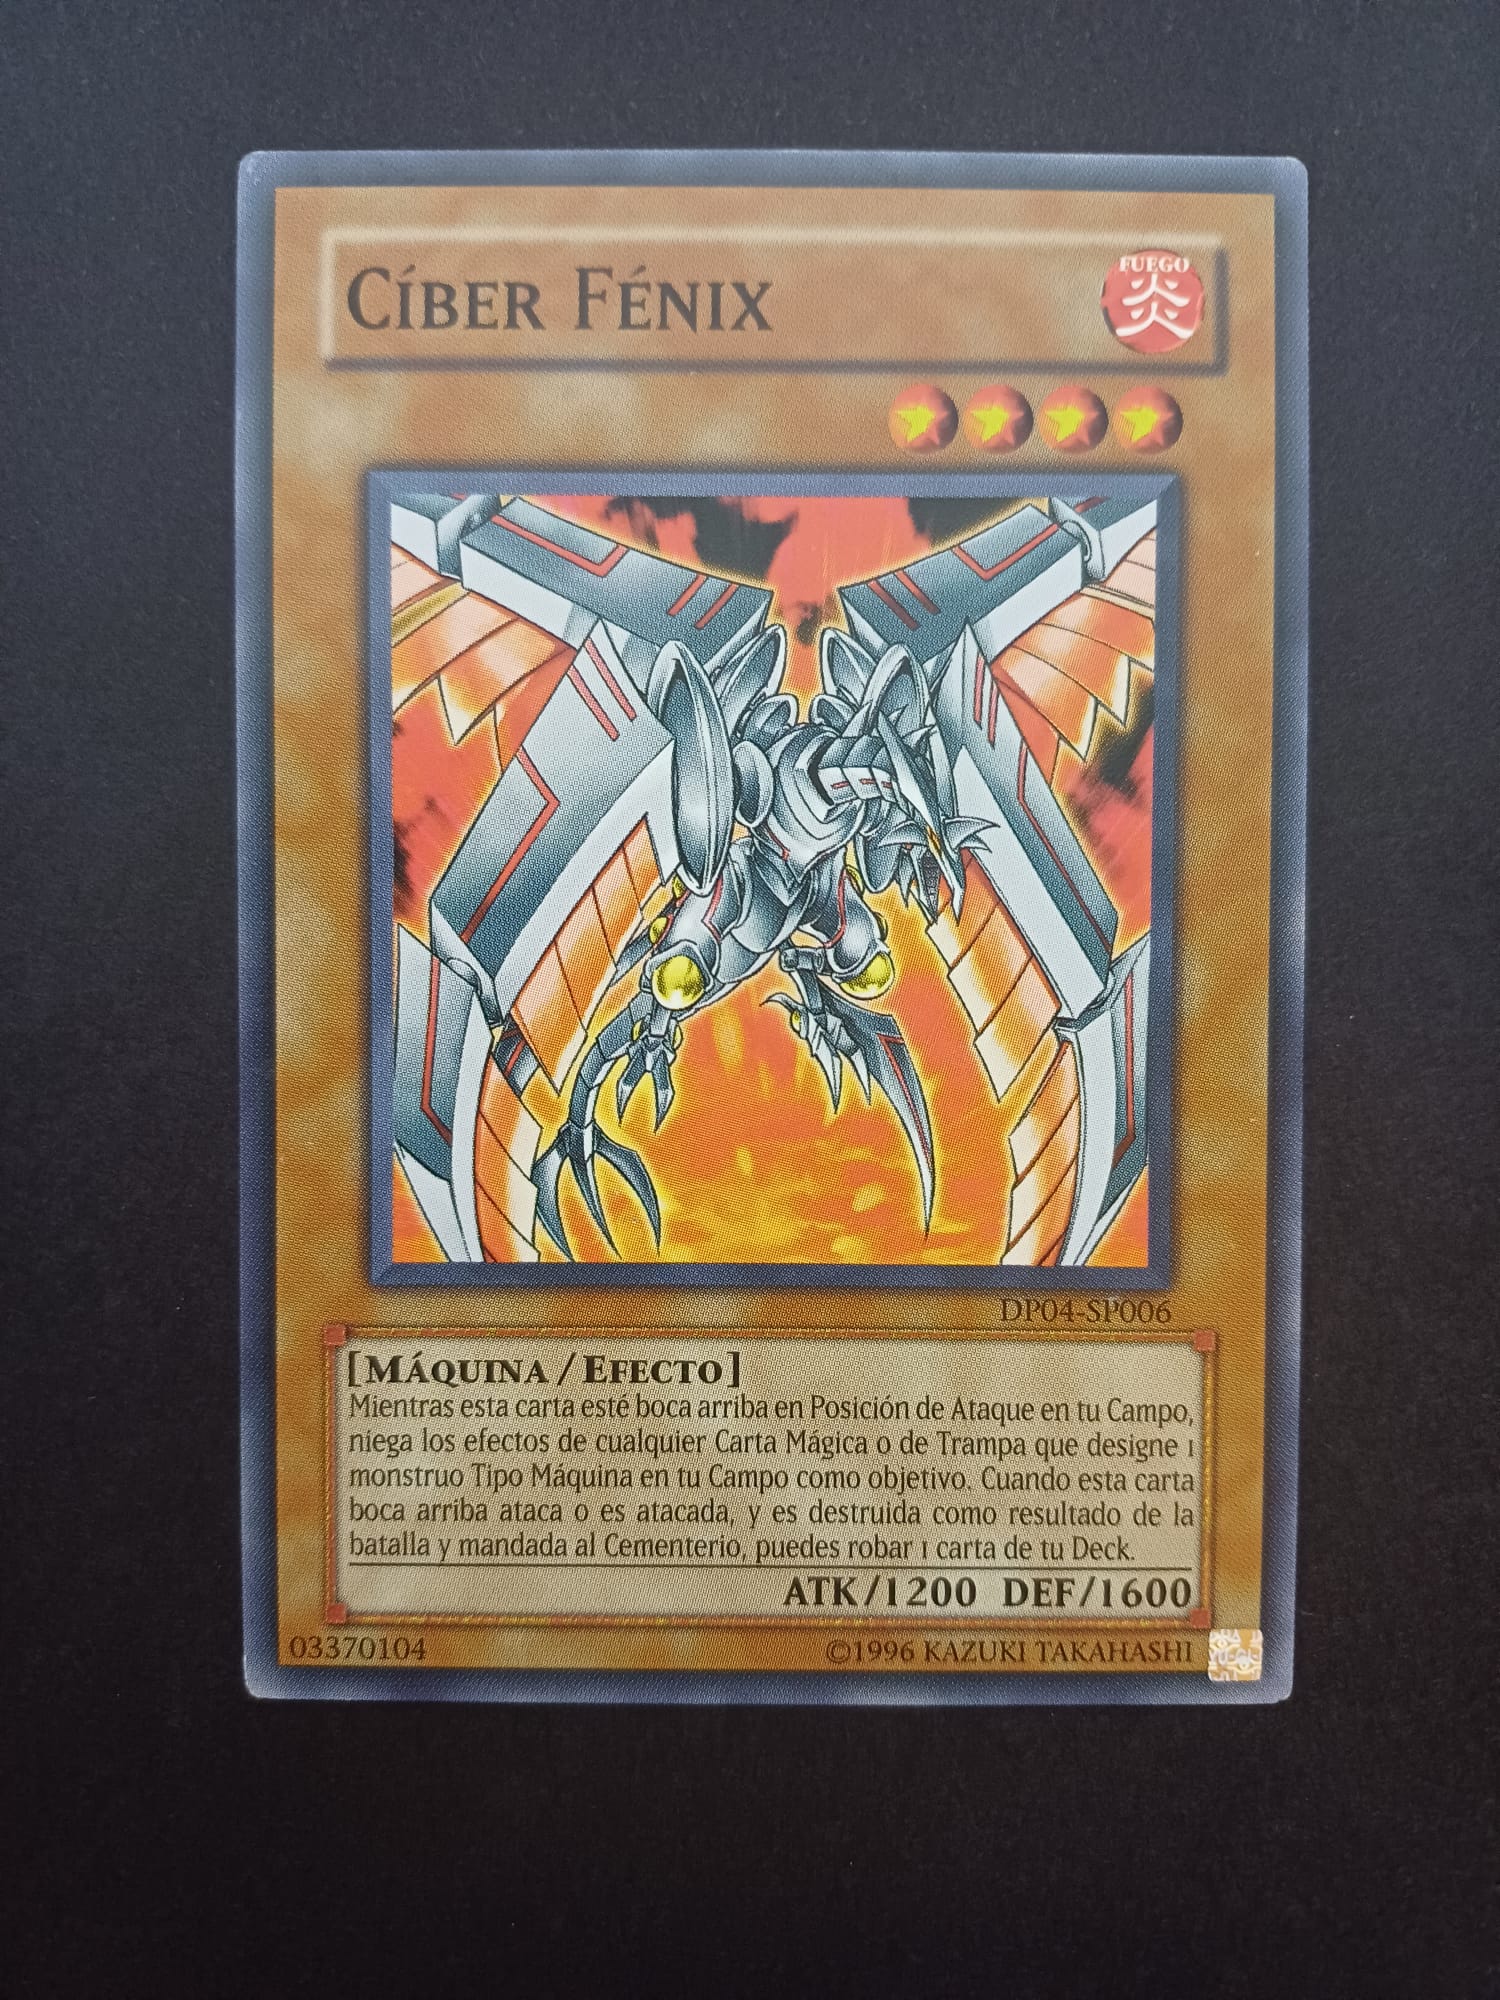 CÍBER FÉNIX
FUEGO
炎
DP04-SP006
[MÁQUINA/EFECTO]
Mientras esta carta esté boca arriba en Posición de Ataque en tu Campo,
niega los efectos de cualquier Carta Mágica o de Trampa que designe 1
monstruo Tipo Máquina en tu Campo como objetivo. Cuando esta carta
boca arriba ataca o es atacada, y es destruida como resultado de la
batalla y mandada al Cementerio, puedes robar 1 carta de tu Deck.
ATK/1200 DEF/1600
03370104
©1996 KAZUKI TAKAHASHI